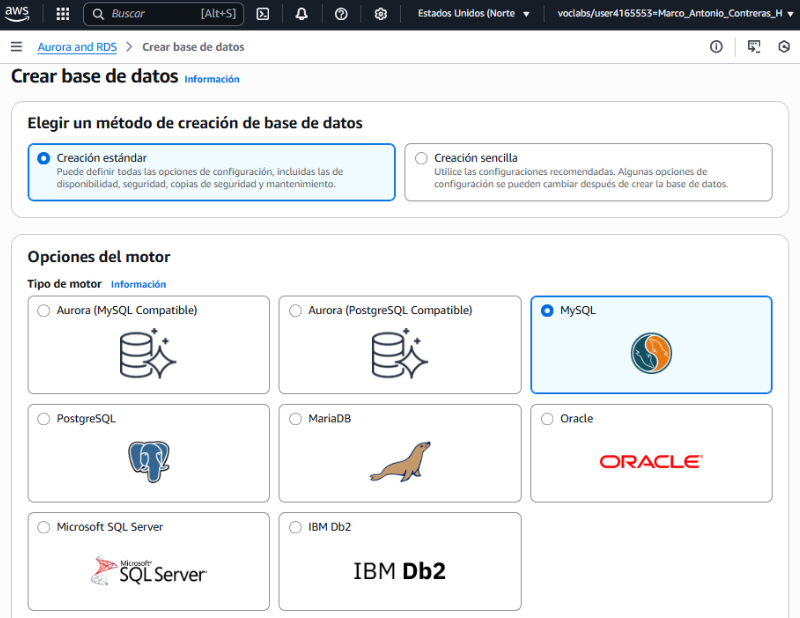 aws
Buscar [Alt+S] Estados Unidos (Norte voclabs/user4165553=Marco_Antonio_Contreras_H
Aurora and RDS > Crear base de datos
Crear base de datos Información
Elegir un método de creación de base de datos
Creación estándar
Puede definir todas las opciones de configuración, incluidas las de
disponibilidad, seguridad, copias de seguridad y mantenimiento.
Creación sencilla
Utilice las configuraciones recomendadas. Algunas opciones de
configuración se pueden cambiar después de crear la base de datos.
Opciones del motor
Tipo de motor Información
Aurora (MySQL Compatible)
Aurora (PostgreSQL Compatible)
MySQL
PostgreSQL
MariaDB
Oracle
ORACLE
Microsoft SQL Server
Microsoft
SQL Server
IBM Db2
IBM Db2